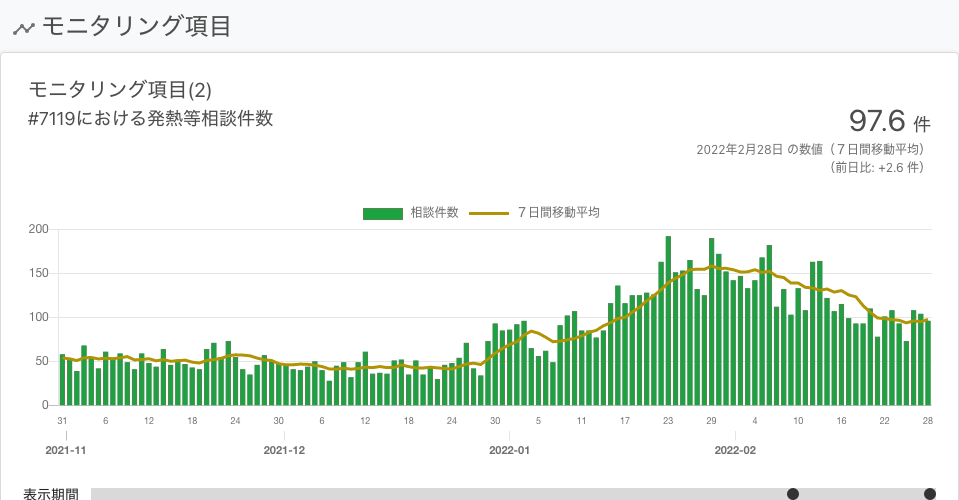 モニタリング項目
モニタリング項目(2)
#7119における発熱等相談件数
97.6 件
2022年2月28日 の数値（７日間移動平均）
（前日比: +2.6 件）
相談件数 ７日間移動平均
200
150
100
50
0
31 6 12 18 24 30 6 12 18 24 30 5 11 17 23 29 4 10 16 22 28
2021-11 2021-12 2022-01 2022-02
表示期間